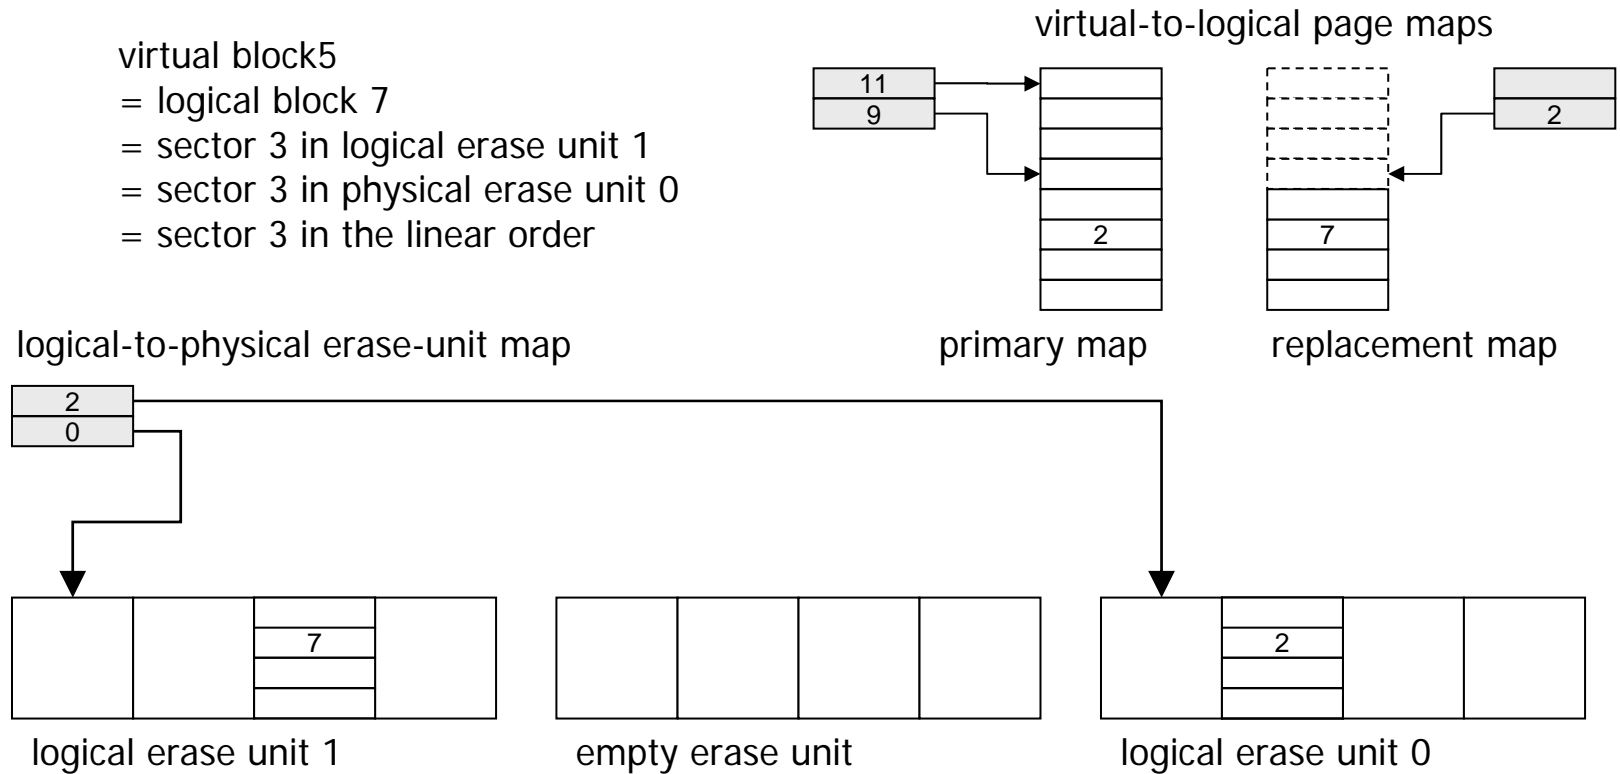 virtual-to-logical page maps
virtual block5
= logical block 7
= sector 3 in logical erase unit 1
= sector 3 in physical erase unit 0
= sector 3 in the linear order
11
9
2
2
7
primary map
replacement map
logical-to-physical erase-unit map
2
0
7
2
logical erase unit 1
empty erase unit
logical erase unit 0